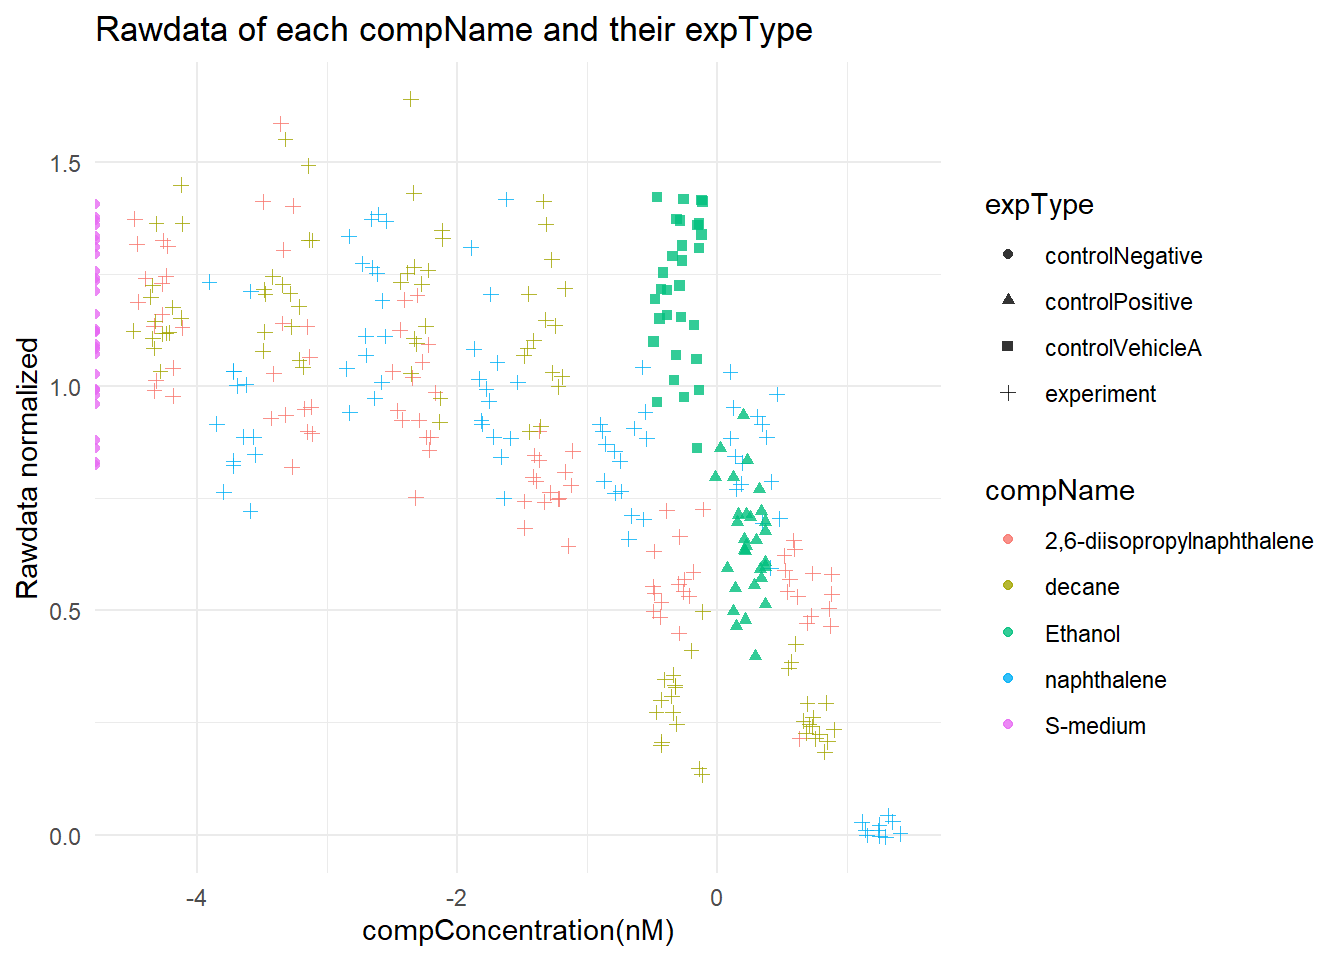 Rawdata of each compName and their expType
Rawdata normalized
1.5
1.0
0.5
0.0
-4
-2
0
compConcentration(nM)
expType
controlNegative
controlPositive
controlVehicleA
experiment
compName
2,6-diisopropylnaphthalene
decane
Ethanol
naphthalene
S-medium